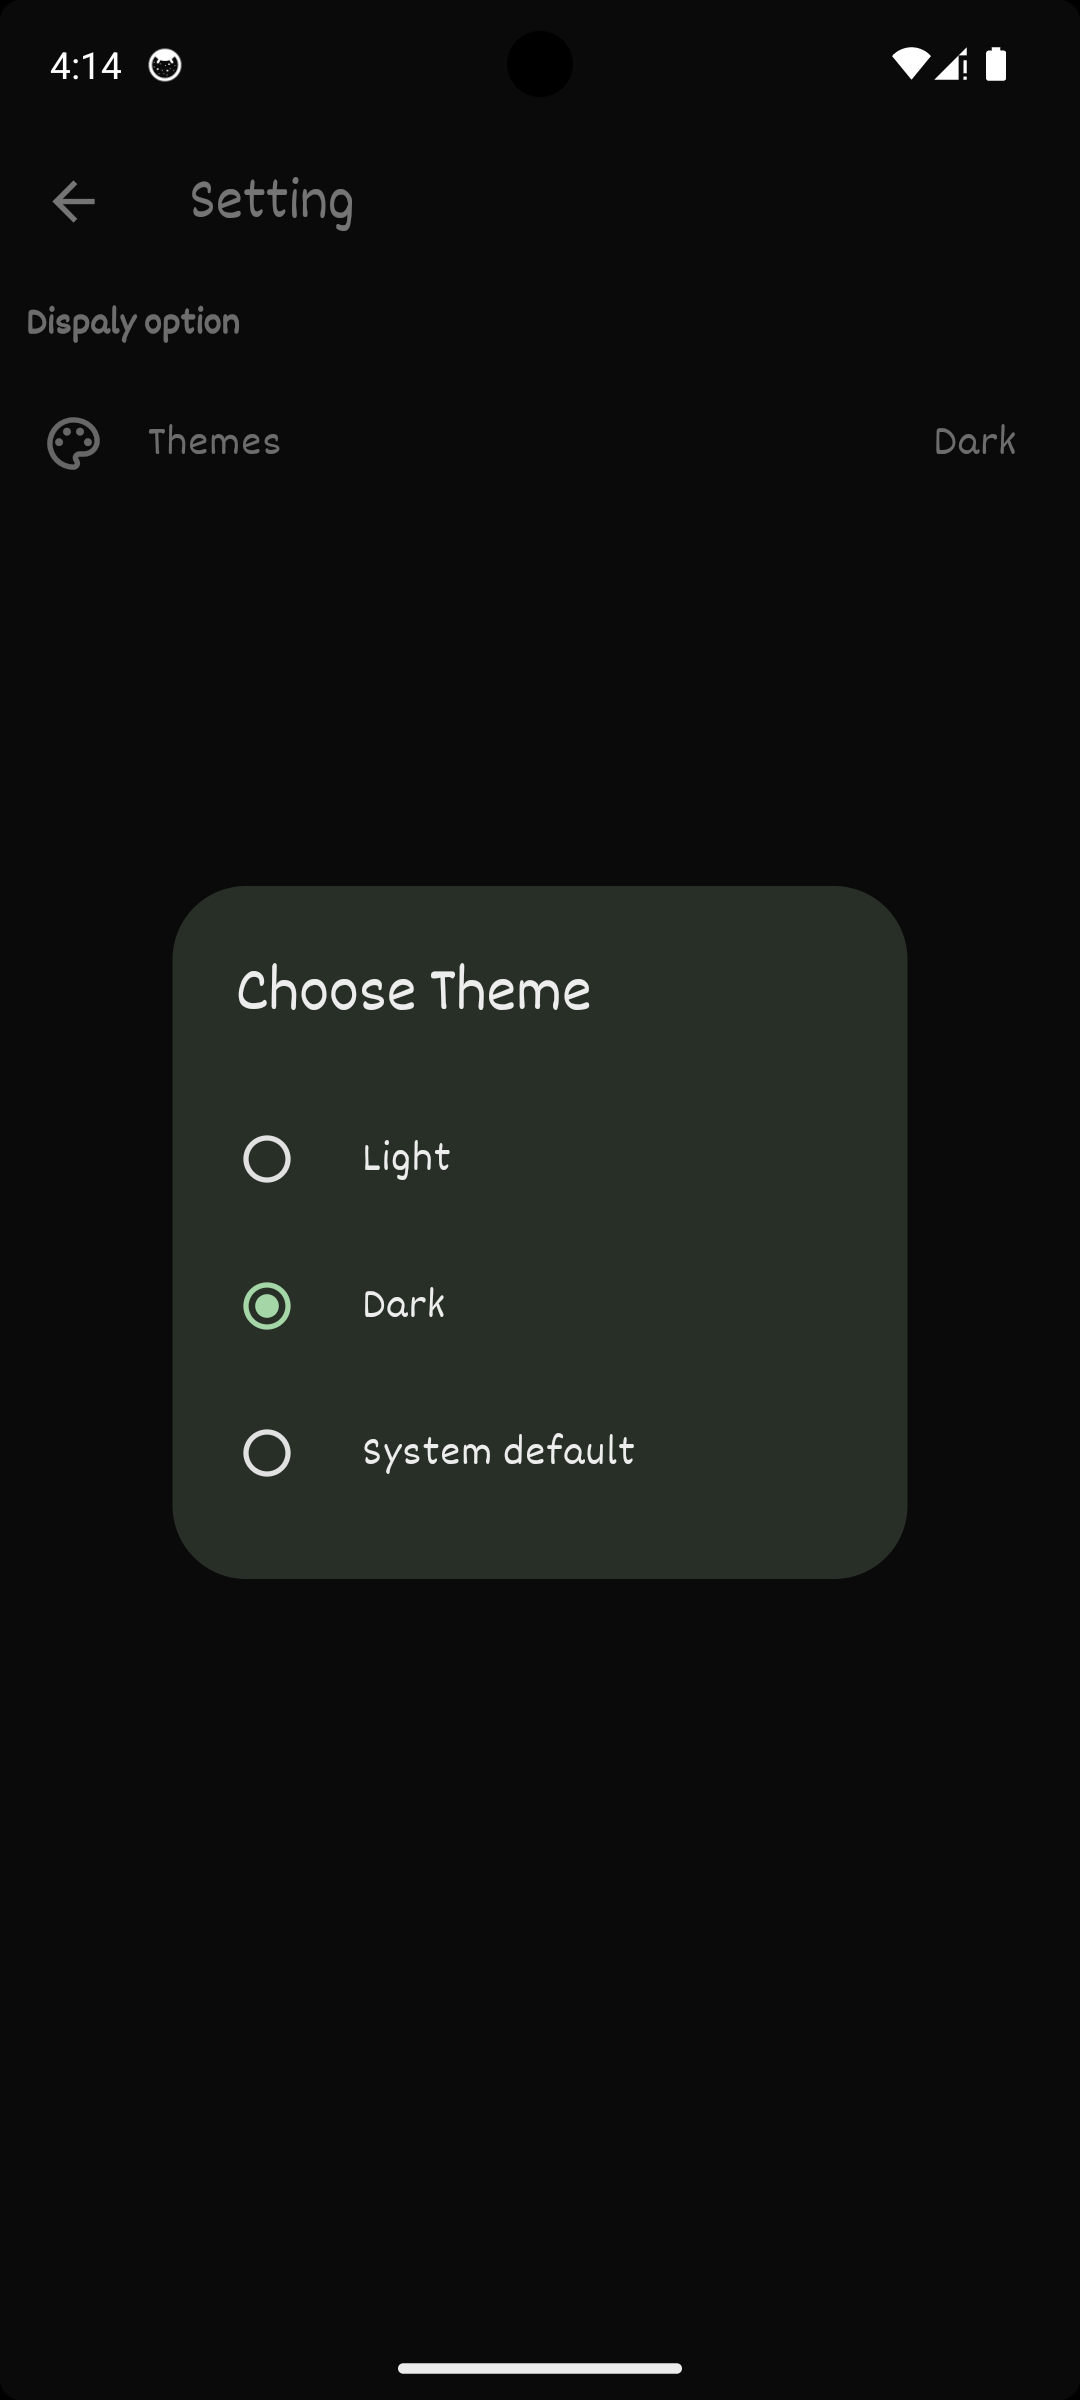 4:14
Setting
Dispaly option
Themes
Dark
Choose Theme
Light
Dark
System default